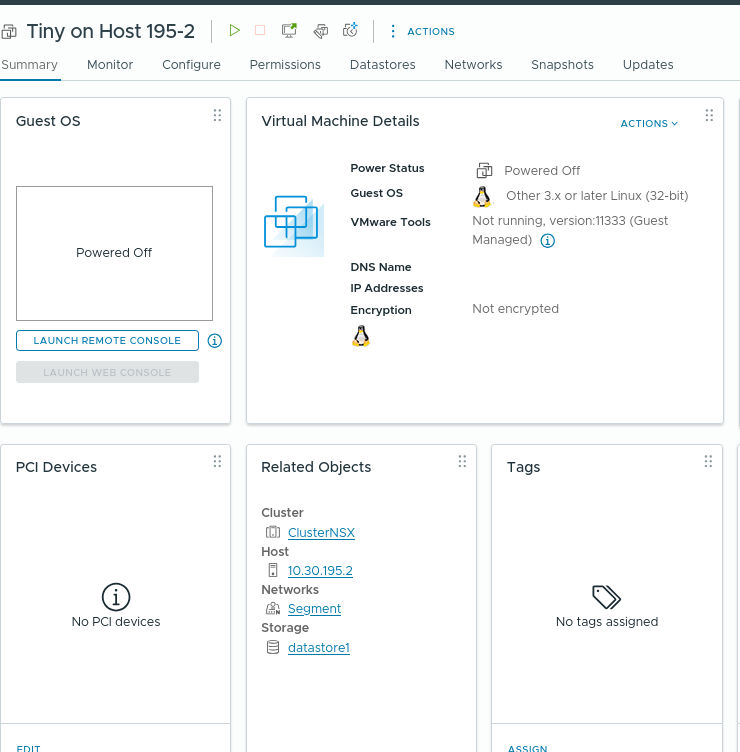 Tiny on Host 195-2
ACTIONS
Summary
Monitor
Configure
Permissions
Datastores
Networks
Snapshots
Updates
Guest OS
Powered Off
LAUNCH REMOTE CONSOLE
LAUNCH WEB CONSOLE
Virtual Machine Details
ACTIONS
Power Status
Powered Off
Guest OS
Other 3.x or later Linux (32-bit)
VMware Tools
Not running, version:11333 (Guest
Managed)
DNS Name
IP Addresses
Encryption
Not encrypted
PCI Devices
No PCI devices
EDIT
Related Objects
Cluster
ClusterNSX
Host
10.30.195.2
Networks
Segment
Storage
datastore1
Tags
No tags assigned
ASSIGN